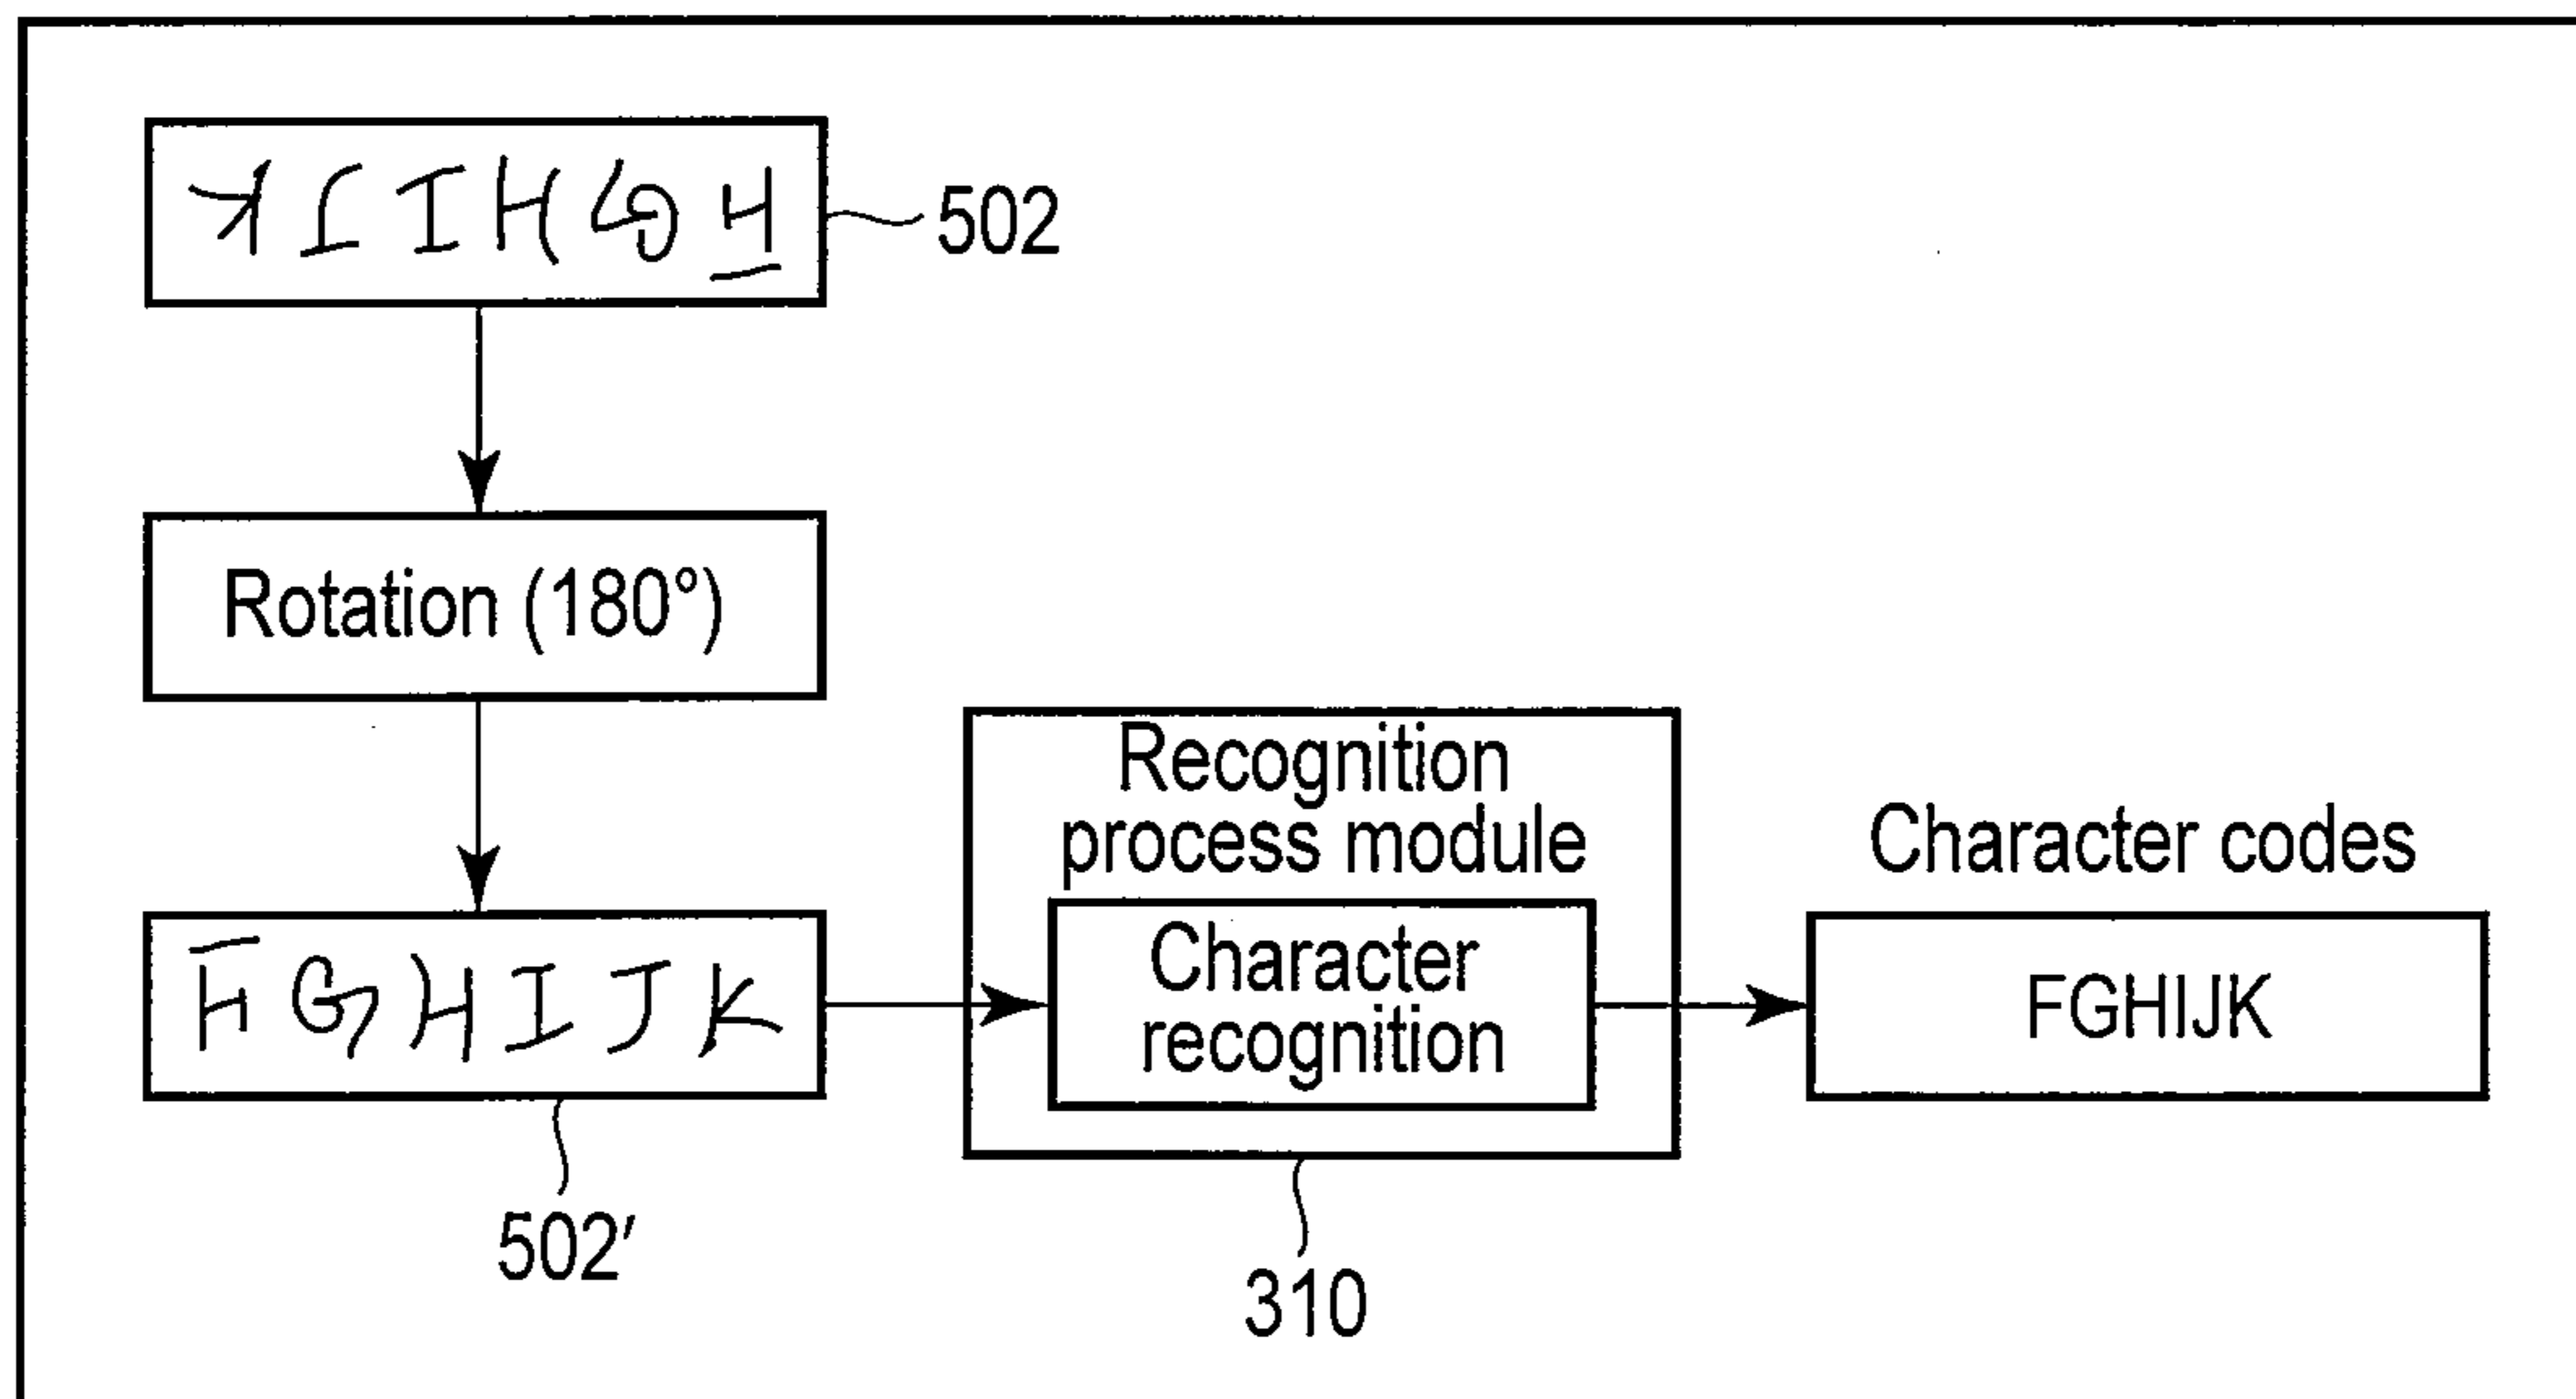 502
Rotation (180°)
FGHIJK
502′
Recognition
process module
Character
recognition
310
Character codes
FGHIJK